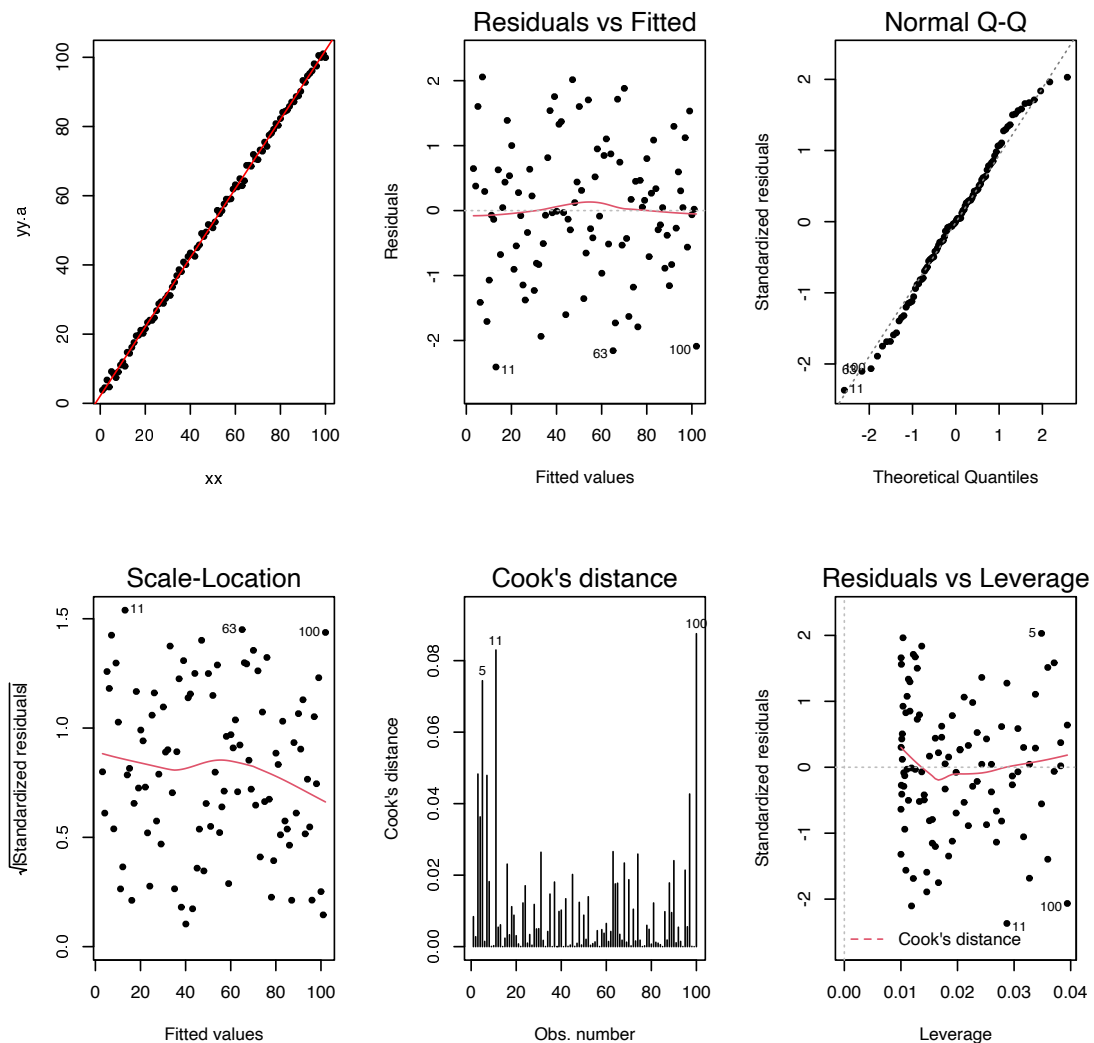 yy.a
0 20 40 60 80 100
0 20 40 60 80 100
xx
Residuals vs Fitted
Residuals
-2 -1 0 1 2
11
63
100
0 20 40 60 80 100
Fitted values
Normal Q-Q
Standardized residuals
-2 -1 0 1 2
63
100
11
-2 -1 0 1 2
Theoretical Quantiles
Scale-Location
√|Standardized residuals|
0.0 0.5 1.0 1.5
11
63
100
0 20 40 60 80 100
Fitted values
Cook's distance
Cook's distance
0.00 0.02 0.04 0.06 0.08
5
11
100
0 20 40 60 80 100
Obs. number
Residuals vs Leverage
Standardized residuals
-2 -1 0 1 2
5
100
11
Cook's distance
0.00 0.01 0.02 0.03 0.04
Leverage